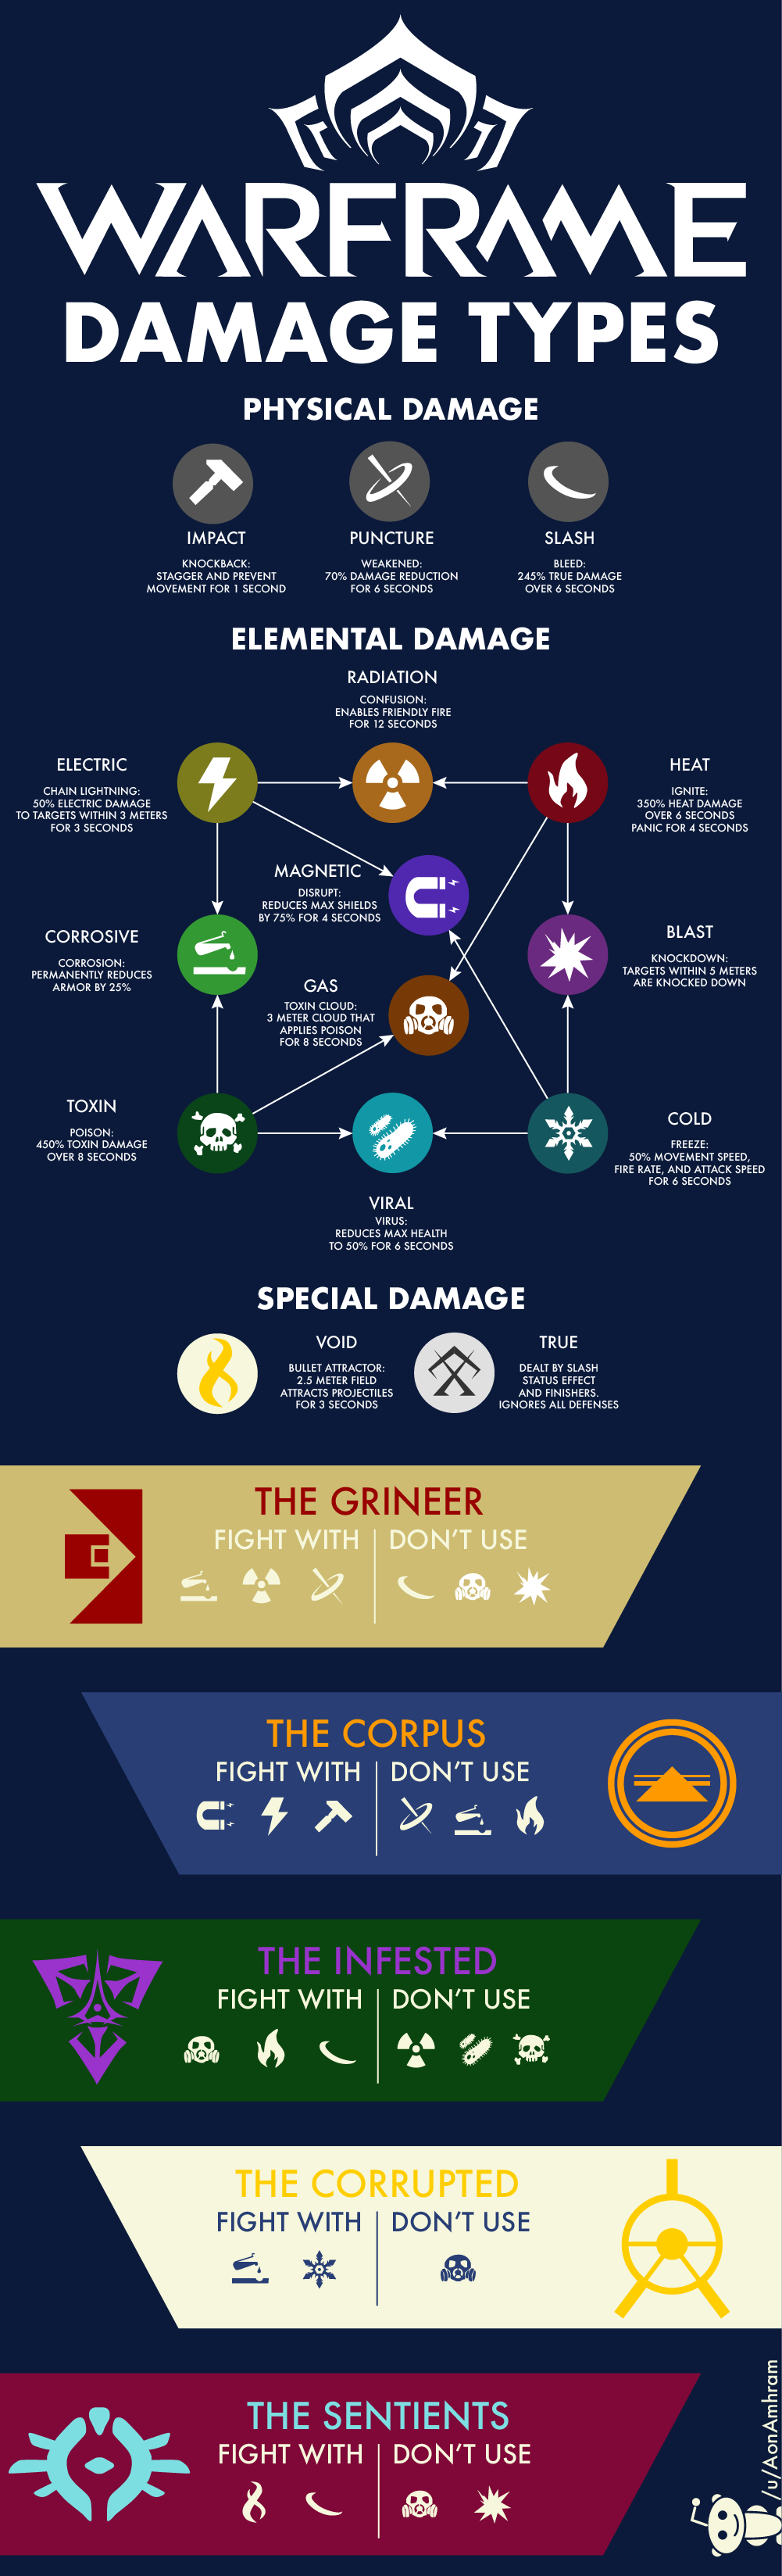 WARFRAME
DAMAGE TYPES
PHYSICAL DAMAGE
IMPACT
KNOCKBACK:
STAGGER AND PREVENT
MOVEMENT FOR 1 SECOND
PUNCTURE
WEAKENED:
70% DAMAGE REDUCTION
FOR 6 SECONDS
SLASH
BLEED:
245% TRUE DAMAGE
OVER 6 SECONDS
ELEMENTAL DAMAGE
RADIATION
CONFUSION:
ENABLES FRIENDLY FIRE
FOR 12 SECONDS
ELECTRIC
CHAIN LIGHTNING:
50% ELECTRIC DAMAGE
TO TARGETS WITHIN 3 METERS
FOR 3 SECONDS
HEAT
IGNITE:
350% HEAT DAMAGE
OVER 6 SECONDS
PANIC FOR 4 SECONDS
MAGNETIC
DISRUPT:
REDUCES MAX SHIELDS
BY 75% FOR 4 SECONDS
CORROSIVE
CORROSION:
PERMANENTLY REDUCES
ARMOR BY 25%
BLAST
KNOCKDOWN:
TARGETS WITHIN 5 METERS
ARE KNOCKED DOWN
GAS
TOXIN CLOUD:
3 METER CLOUD THAT
APPLIES POISON
FOR 8 SECONDS
TOXIN
POISON:
450% TOXIN DAMAGE
OVER 8 SECONDS
COLD
FREEZE:
50% MOVEMENT SPEED,
FIRE RATE, AND ATTACK SPEED
FOR 6 SECONDS
VIRAL
VIRUS:
REDUCES MAX HEALTH
TO 50% FOR 6 SECONDS
SPECIAL DAMAGE
VOID
BULLET ATTRACTOR:
2.5 METER FIELD
ATTRACTS PROJECTILES
FOR 3 SECONDS
TRUE
DEALT BY SLASH
STATUS EFFECT
AND FINISHERS.
IGNORES ALL DEFENSES
THE GRINEER
FIGHT WITH | DON'T USE
THE CORPUS
FIGHT WITH | DON'T USE
THE INFESTED
FIGHT WITH | DON'T USE
THE CORRUPTED
FIGHT WITH | DON'T USE
THE SENTIENTS
FIGHT WITH | DON'T USE
/u/AonAmhram